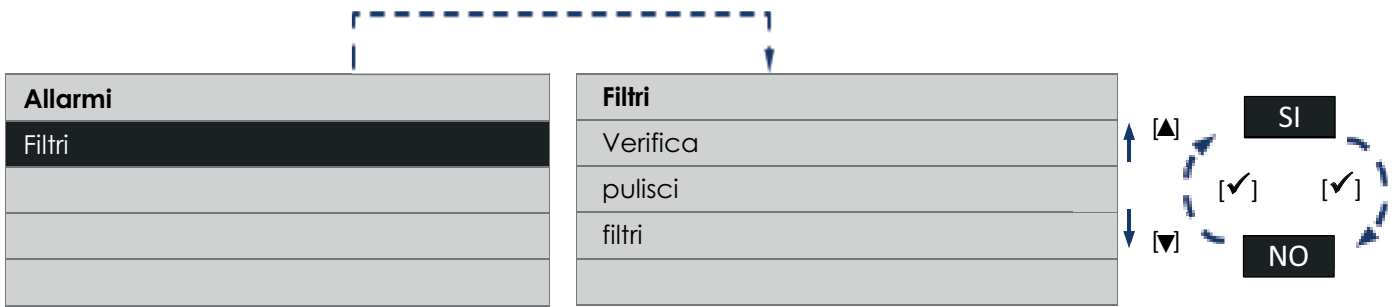 Allarmi
Filtri
Filtri
Verifica
pulisci
filtri
[▲]
[▼]
SI
[✔] [✔]
NO